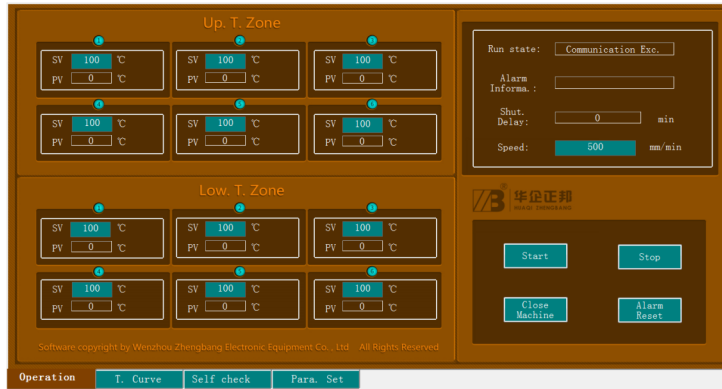 Up. T. Zone
1 2 3
SV 100 ℃ SV 100 ℃ SV 100 ℃
PV 0 ℃ PV 0 ℃ PV 0 ℃
4 5 6
SV 100 ℃ SV 100 ℃ SV 100 ℃
PV 0 ℃ PV 0 ℃ PV 0 ℃
Low. T. Zone
1 2 3
SV 100 ℃ SV 100 ℃ SV 100 ℃
PV 0 ℃ PV 0 ℃ PV 0 ℃
4 5 6
SV 100 ℃ SV 100 ℃ SV 100 ℃
PV 0 ℃ PV 0 ℃ PV 0 ℃
Software copyright by Wenzhou Zhengbang Electronic Equipment Co. , Ltd All Rights Reserved
Run state: Communication Exc.
Alarm
Informa.:
Shut.
Delay: 0 min
Speed: 500 mm/min
华企正邦
HUAQI ZHENGBANG
Start Stop
Close
Machine
Alarm
Reset
Operation T. Curve Self check Para. Set